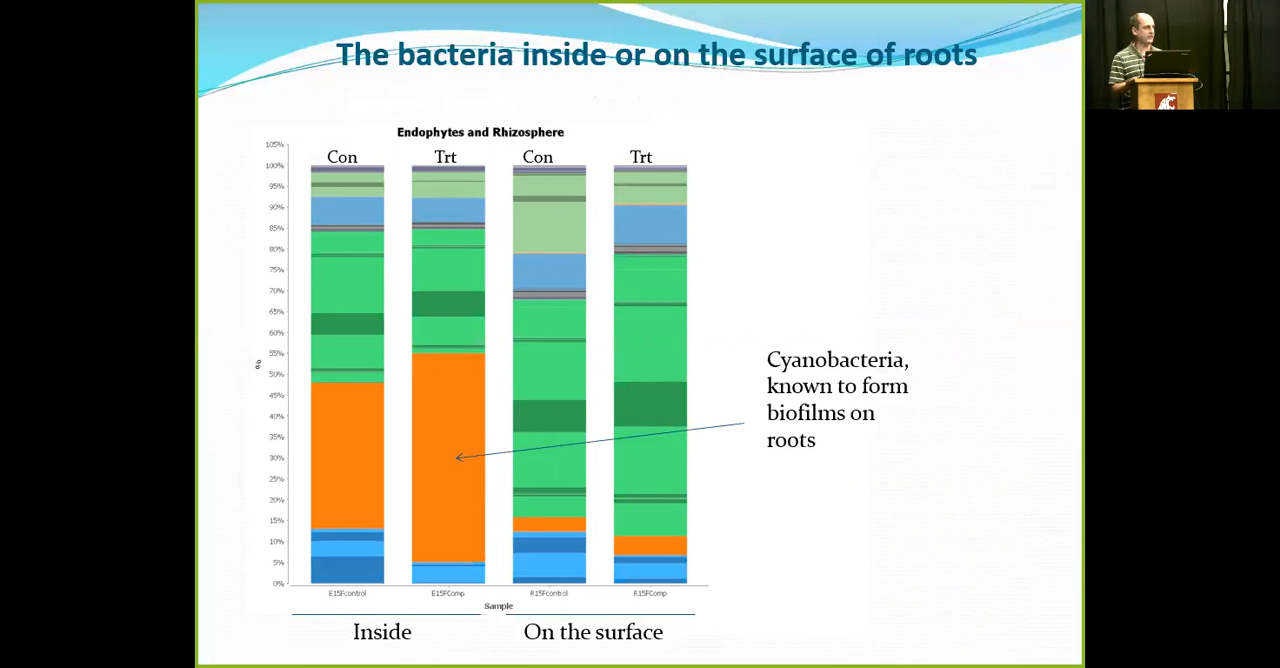 The bacteria inside or on the surface of roots
Endophytes and Rhizosphere
Con
Trt
Con
Trt
105%
100%
95%
90%
85%
80%
75%
70%
65%
60%
55%
50%
45%
40%
35%
30%
25%
20%
15%
10%
5%
0%
%
Cyanobacteria,
known to form
biofilms on
roots
E15Fcontrol
E15FComp
R15Fcontrol
R15FComp
Sample
Inside
On the surface